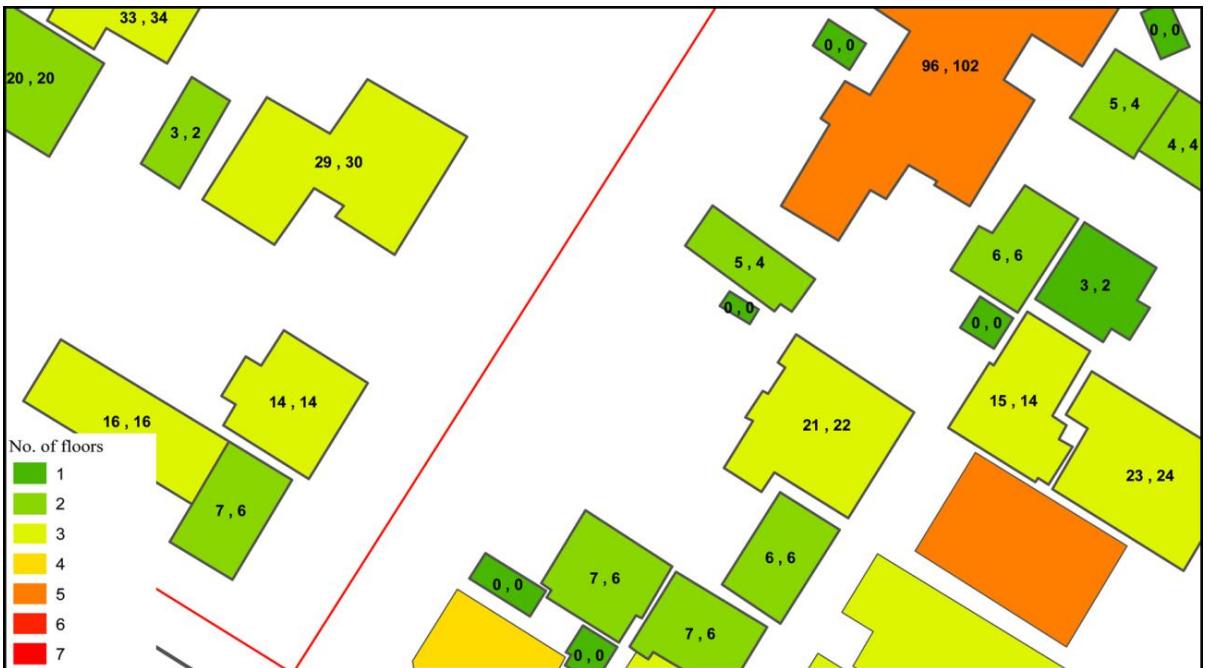 33 , 34
0 , 0
0 , 0
96 , 102
20 , 20
5 , 4
3 , 2
4 , 4
29 , 30
5 , 4
6 , 6
3 , 2
0 , 0
0 , 0
14 , 14
15 , 14
16 , 16
21 , 22
No. of floors
1
2
3
4
5
6
7
23 , 24
7 , 6
6 , 6
7 , 6
0 , 0
7 , 6
0 , 0